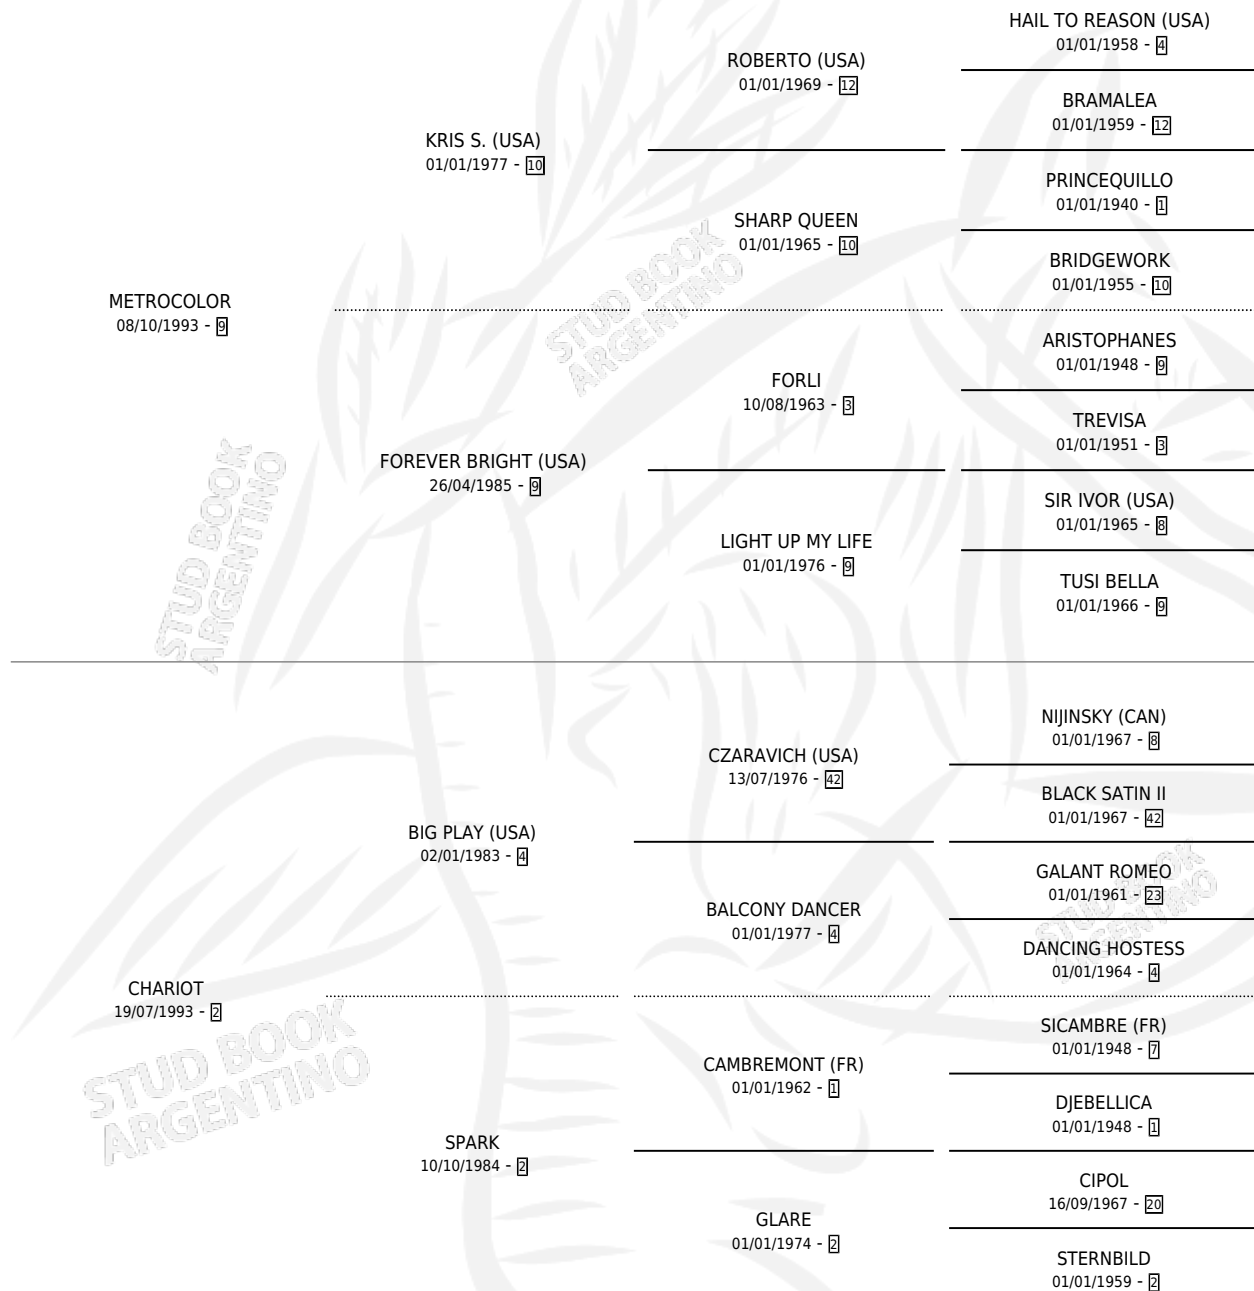 HAIL TO REASON (USA)
01/01/1958 - 4
ROBERTO (USA)
01/01/1969 - 12
BRAMALEA
01/01/1959 - 12
KRIS S. (USA)
01/01/1977 - 10
PRINCEQUILLO
01/01/1940 - 1
SHARP QUEEN
01/01/1965 - 10
BRIDGEWORK
01/01/1955 - 10
METROCOLOR
08/10/1993 - 9
ARISTOPHANES
01/01/1948 - 9
FORLI
10/08/1963 - 3
TREVISA
01/01/1951 - 3
FOREVER BRIGHT (USA)
26/04/1985 - 9
SIR IVOR (USA)
01/01/1965 - 8
LIGHT UP MY LIFE
01/01/1976 - 9
TUSI BELLA
01/01/1966 - 9
NIJINSKY (CAN)
01/01/1967 - 8
CZARAVICH (USA)
13/07/1976 - 42
BLACK SATIN II
01/01/1967 - 42
BIG PLAY (USA)
02/01/1983 - 4
GALANT ROMEO
01/01/1961 - 23
BALCONY DANCER
01/01/1977 - 4
DANCING HOSTESS
01/01/1964 - 4
CHARIOT
19/07/1993 - 2
SICAMBRE (FR)
01/01/1948 - 7
CAMBREMONT (FR)
01/01/1962 - 1
DJEBELLICA
01/01/1948 - 1
SPARK
10/10/1984 - 2
CIPOL
16/09/1967 - 20
GLARE
01/01/1974 - 2
STERNBILD
01/01/1959 - 2
STUD BOOK
ARGENTINO
STUD BOOK
ARGENTINO
STUD BOOK
ARGENTINO
STUD BOOK
ARGENTINO